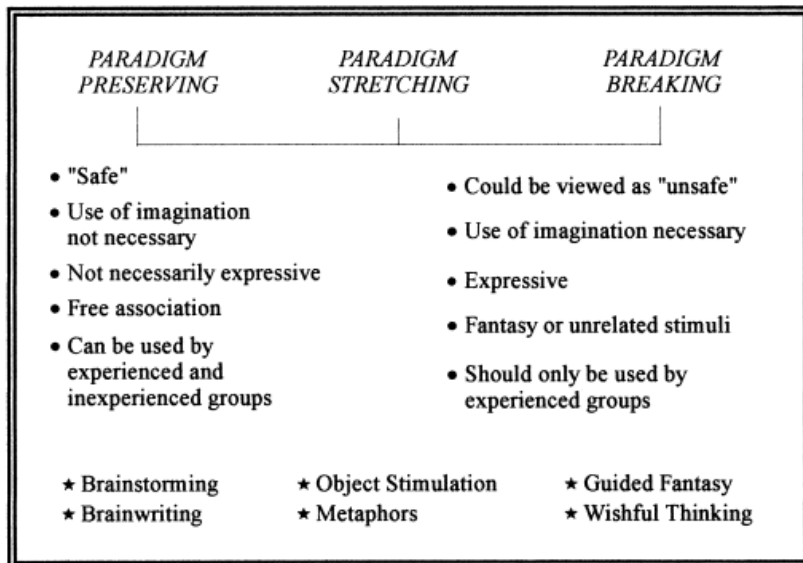 PARADIGM PRESERVING
PARADIGM STRETCHING
PARADIGM BREAKING
• "Safe"
• Use of imagination
not necessary
• Not necessarily expressive
• Free association
• Can be used by
experienced and
inexperienced groups
• Could be viewed as "unsafe"
• Use of imagination necessary
• Expressive
• Fantasy or unrelated stimuli
• Should only be used by
experienced groups
★ Brainstorming
★ Brainwriting
★ Object Stimulation
★ Metaphors
★ Guided Fantasy
★ Wishful Thinking